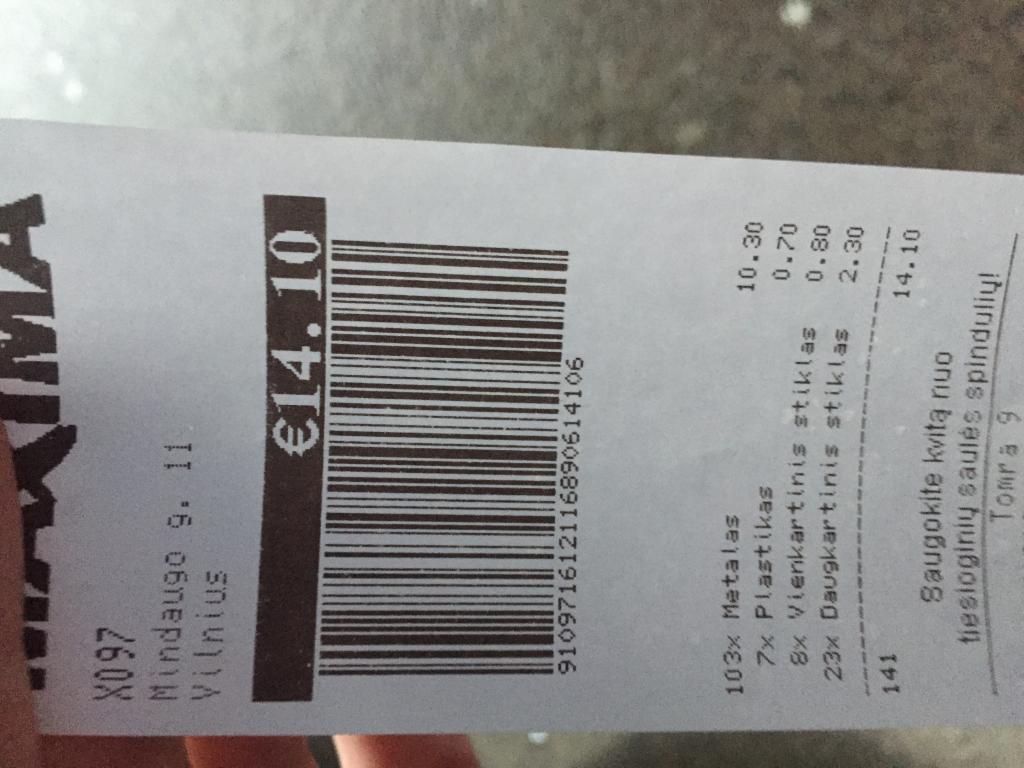 MAXIMA
X097
Mindaugo g. 11
Vilnius
€14.10
910971612116890614106
103x Metalas 10.30
7x Plastikas 0.70
8x Vienkartinis stiklas 0.80
23x Daugkartinis stiklas 2.30
141 14.10
Saugokite kvitą nuo
tiesioginių saulės spindulių!
Tomra 9